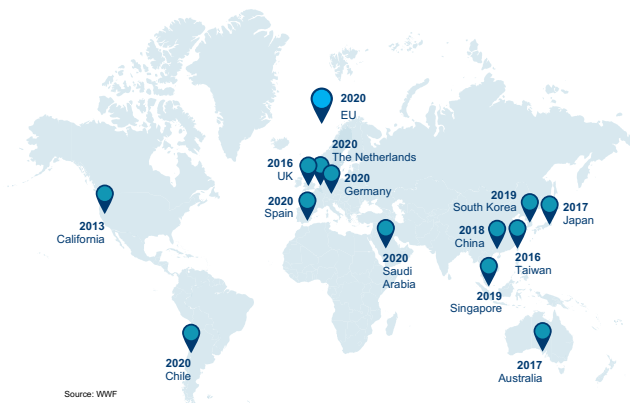 2020
EU
2020
The Netherlands
2016
UK
2020
Germany
2020
Spain
2013
California
2019
South Korea
2017
Japan
2018
China
2016
Taiwan
2020
Saudi
Arabia
2019
Singapore
2020
Chile
2017
Australia
Source: WWF